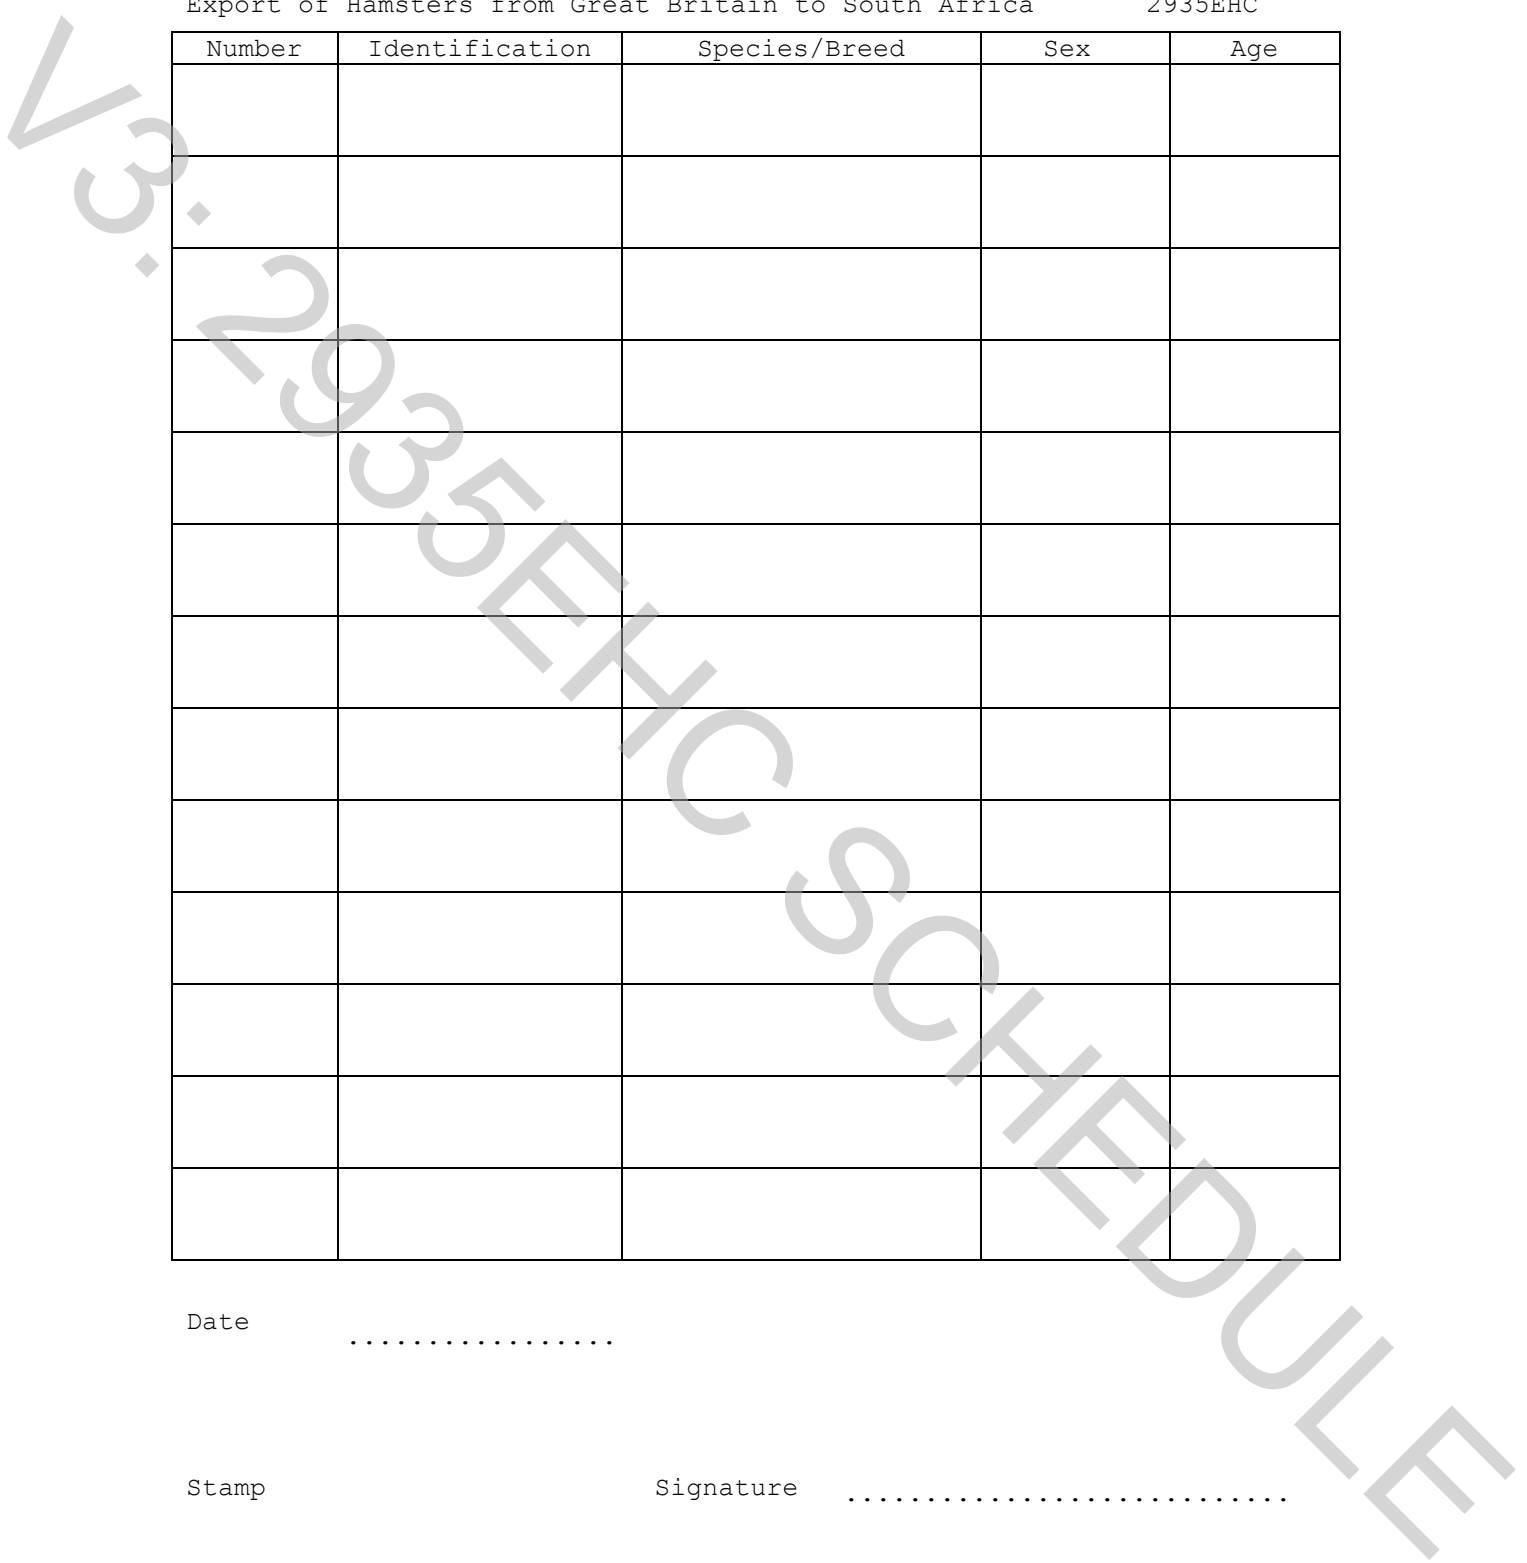 Export of Hamsters from Great Britain to South Africa 2935EHC
Number Identification Species/Breed Sex Age
V3: 2935EHC SCHEDULE
Date .................
Stamp Signature ...........................